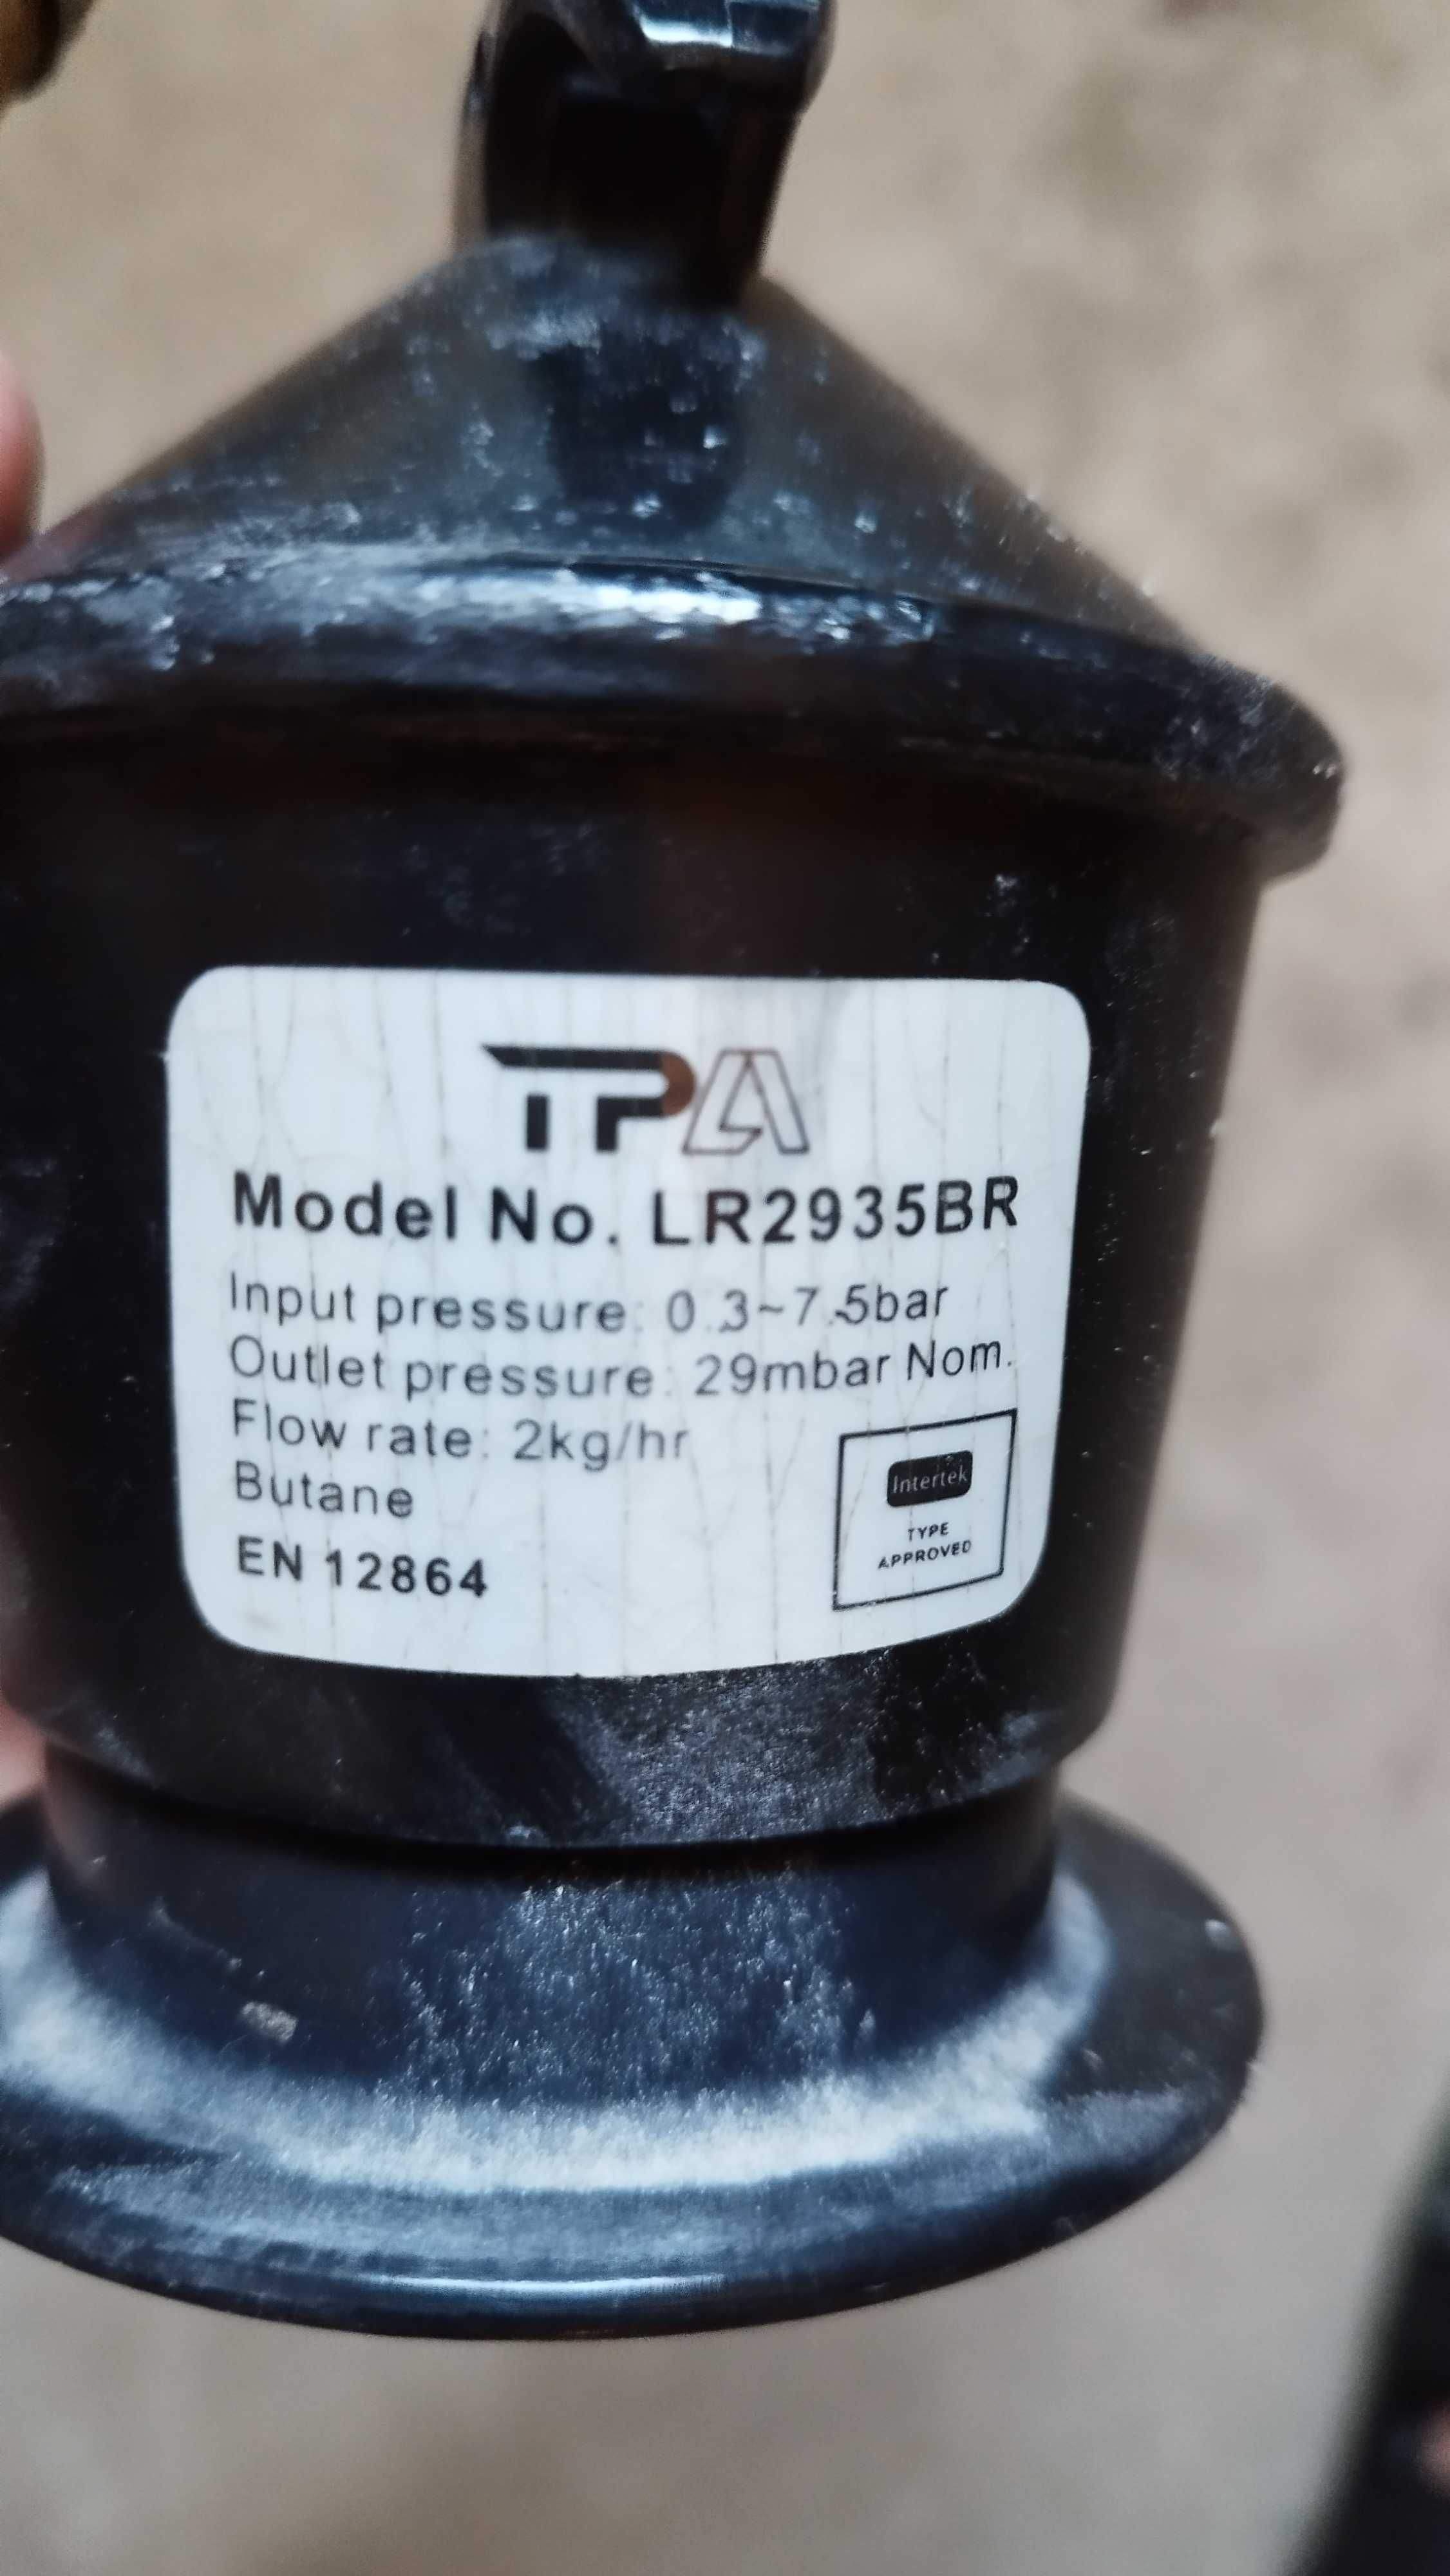 TPA
Model No. LR2935BR
Input pressure: 0.3~7.5bar
Outlet pressure: 29mbar Nom.
Flow rate: 2kg/hr
Butane
EN 12864
Intertek
TYPE
APPROVED